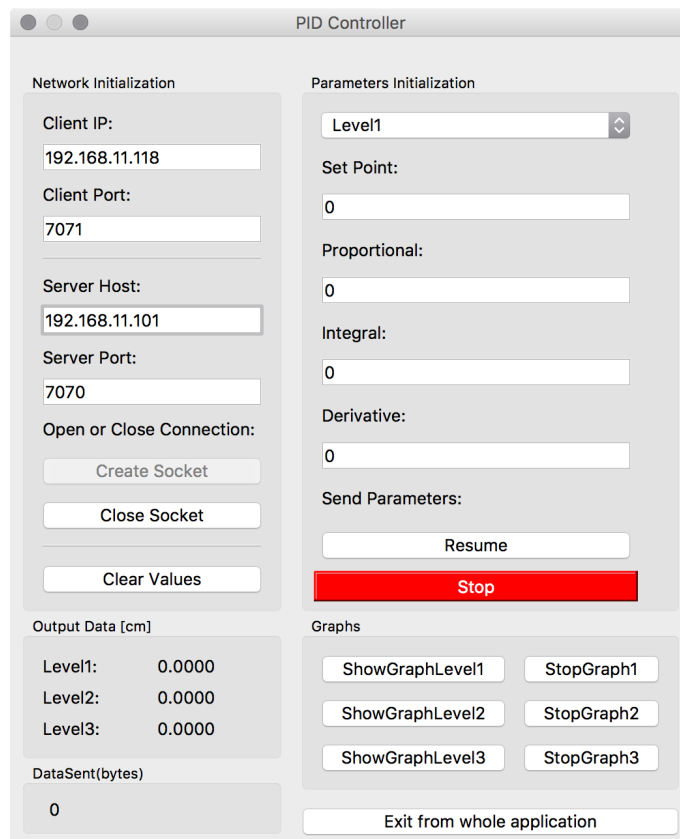 PID Controller
Network Initialization
Client IP:
192.168.11.118
Client Port:
7071
Server Host:
192.168.11.101
Server Port:
7070
Open or Close Connection:
Create Socket
Close Socket
Clear Values
Parameters Initialization
Level1
Set Point:
0
Proportional:
0
Integral:
0
Derivative:
0
Send Parameters:
Resume
Stop
Output Data [cm]
Level1: 0.0000
Level2: 0.0000
Level3: 0.0000
DataSent(bytes)
0
Graphs
ShowGraphLevel1 StopGraph1
ShowGraphLevel2 StopGraph2
ShowGraphLevel3 StopGraph3
Exit from whole application